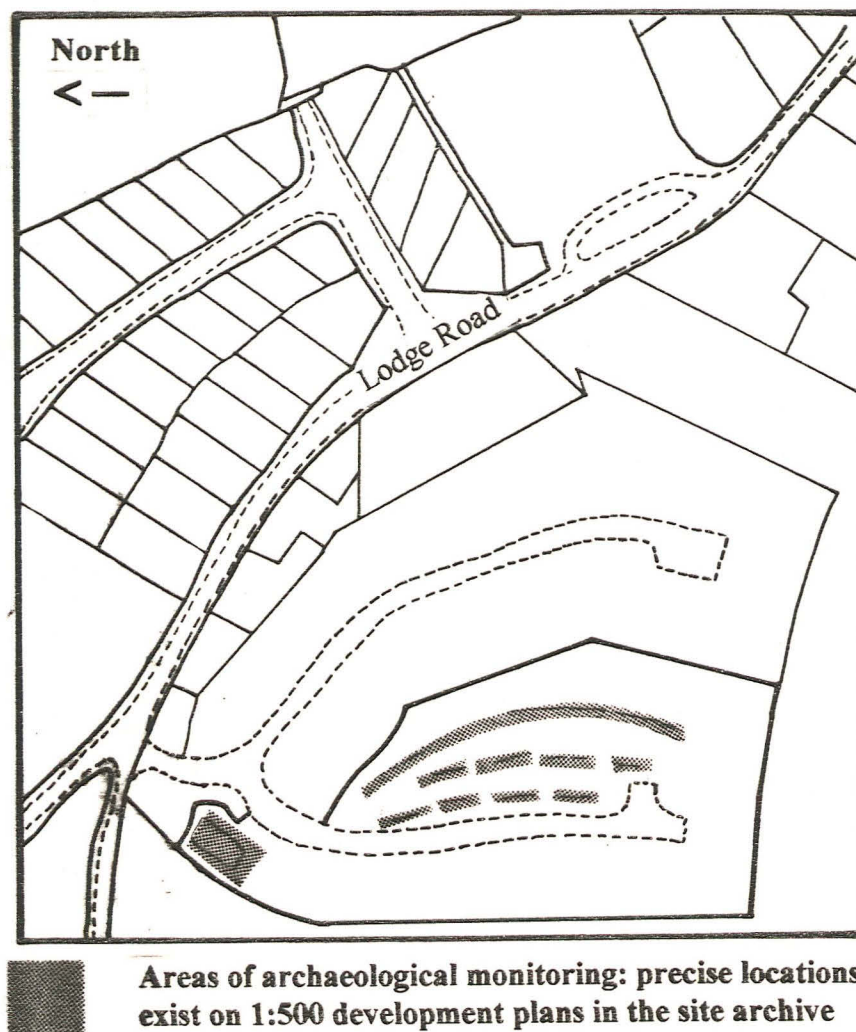 North
Lodge Road
Areas of archaeological monitoring: precise locations
exist on 1:500 development plans in the site archive